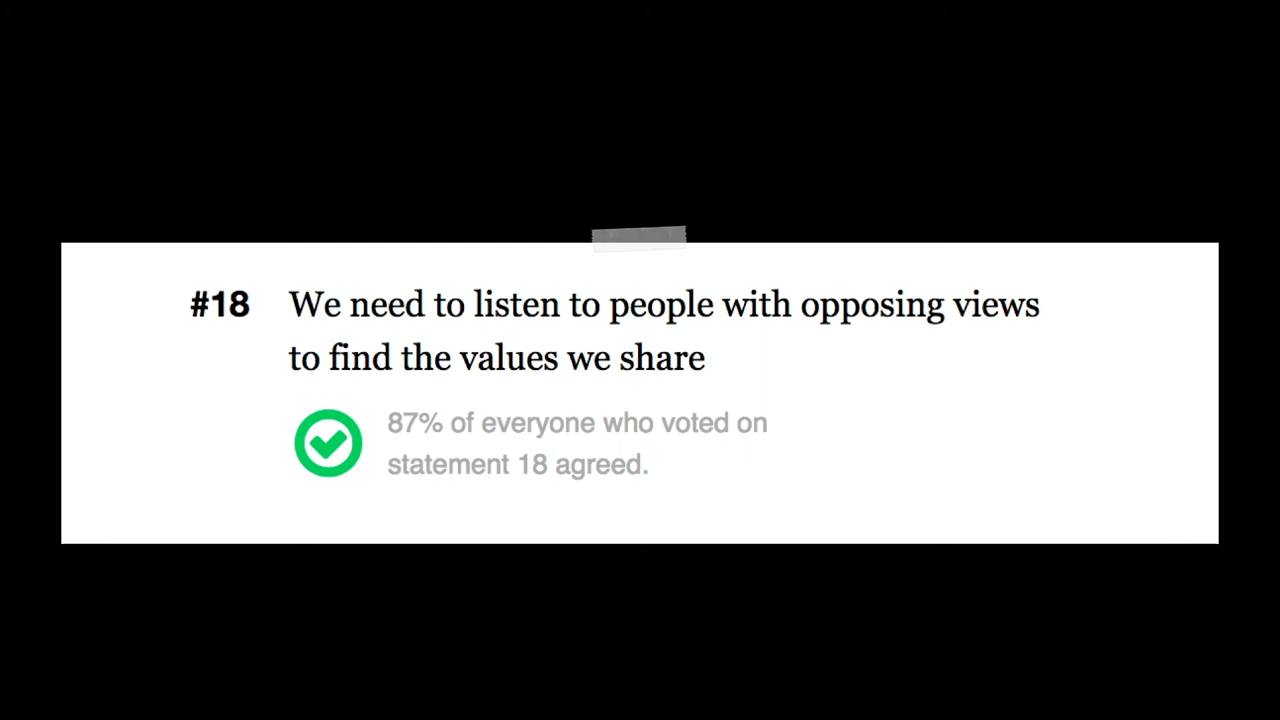 #18 We need to listen to people with opposing views
to find the values we share
87% of everyone who voted on
statement 18 agreed.